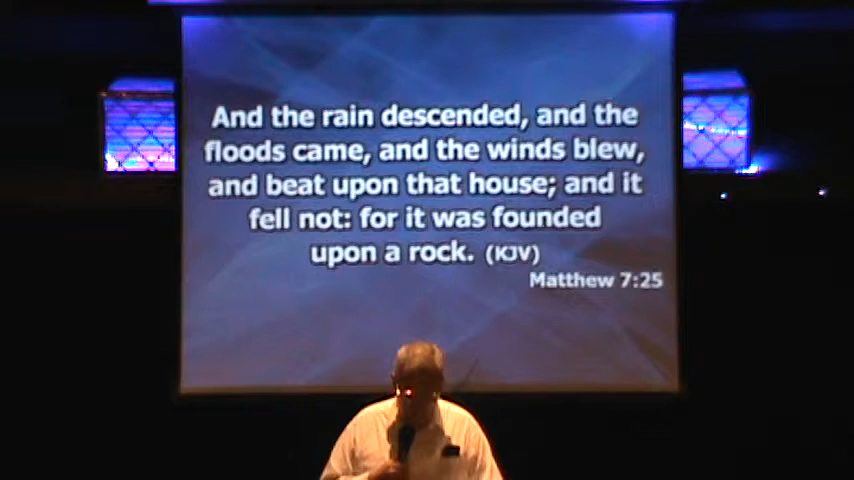 And the rain descended, and the
floods came, and the winds blew,
and beat upon that house; and it
fell not: for it was founded
upon a rock. (KJV)
Matthew 7:25